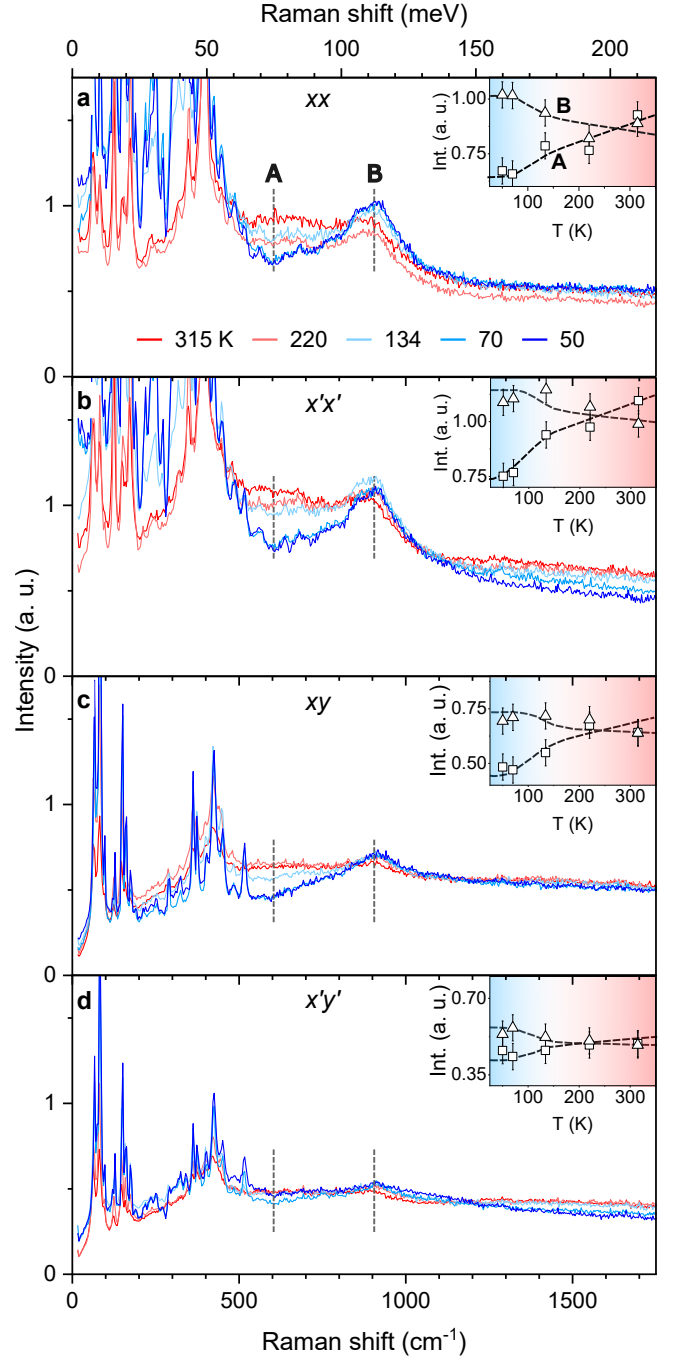 Raman shift (meV)
0 50 100 150 200
a xx
A B
1
0
Int. (a. u.)
1.00
0.75
B
A
100 200 300
T (K)
315 K 220 134 70 50
b x'x'
1
0
Int. (a. u.)
1.00
0.75
100 200 300
T (K)
Intensity (a. u.)
c xy
1
0
Int. (a. u.)
0.75
0.50
100 200 300
T (K)
d x'y'
1
0
Int. (a. u.)
0.70
0.35
100 200 300
T (K)
0 500 1000 1500
Raman shift (cm⁻¹)